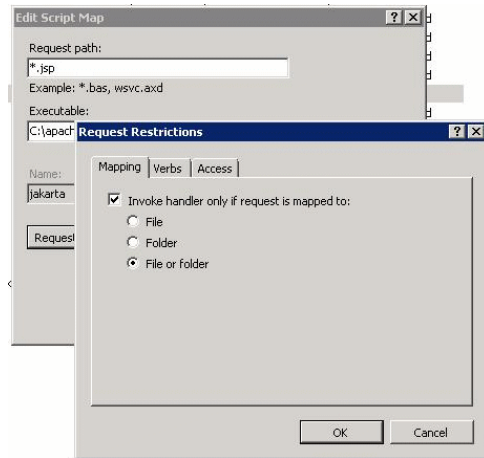 Edit Script Map
Request path:
*.jsp
Example: *.bas, wsvc.axd
Executable:
C:\apach
Name:
jakarta
Request
Request Restrictions
Mapping
Verbs
Access
Invoke handler only if request is mapped to:
File
Folder
File or folder
OK
Cancel